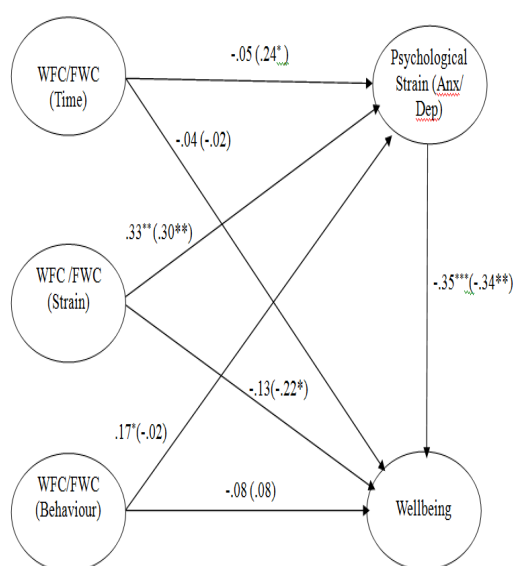 -.05 (.24*)
WFC/FWC
(Time)
Psychological
Strain (Anx/
Dep)
-.04 (-.02)
.33**(.30**)
WFC /FWC
(Strain)
-.35***(-.34**)
-.13(-.22*)
.17*(-.02)
WFC/FWC
(Behaviour)
-.08 (.08)
Wellbeing